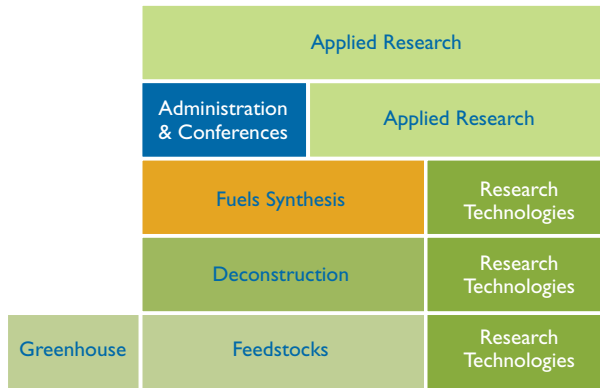 Applied Research
Administration
& Conferences
Applied Research
Fuels Synthesis
Research
Technologies
Deconstruction
Research
Technologies
Greenhouse
Feedstocks
Research
Technologies